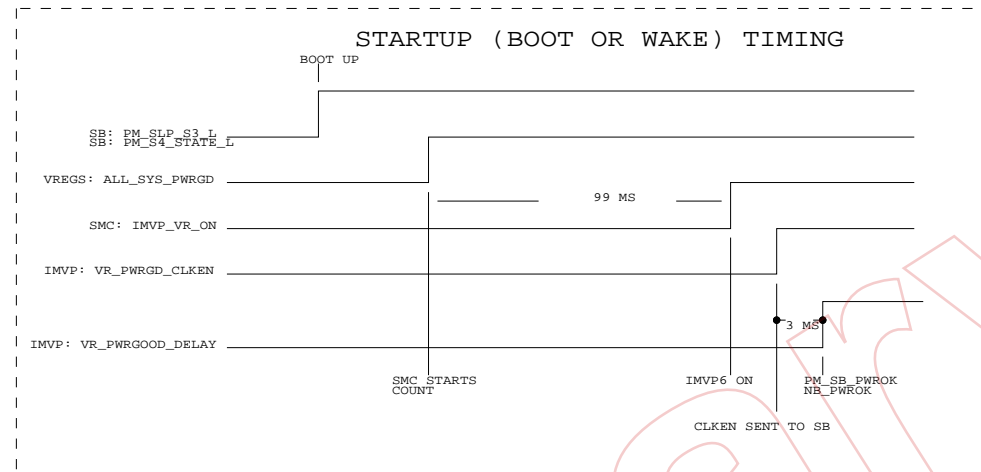 STARTUP (BOOT OR WAKE) TIMING
BOOT UP
SB: PM_SLP_S3_L
SB: PM_S4_STATE_L
VREGS: ALL_SYS_PWRGD
99 MS
SMC: IMVP_VR_ON
IMVP: VR_PWRGD_CLKEN
3 MS
IMVP: VR_PWRGOOD_DELAY
SMC STARTS
COUNT
IMVP6 ON
PM_SB_PWROK
NB_PWROK
CLKEN SENT TO SB